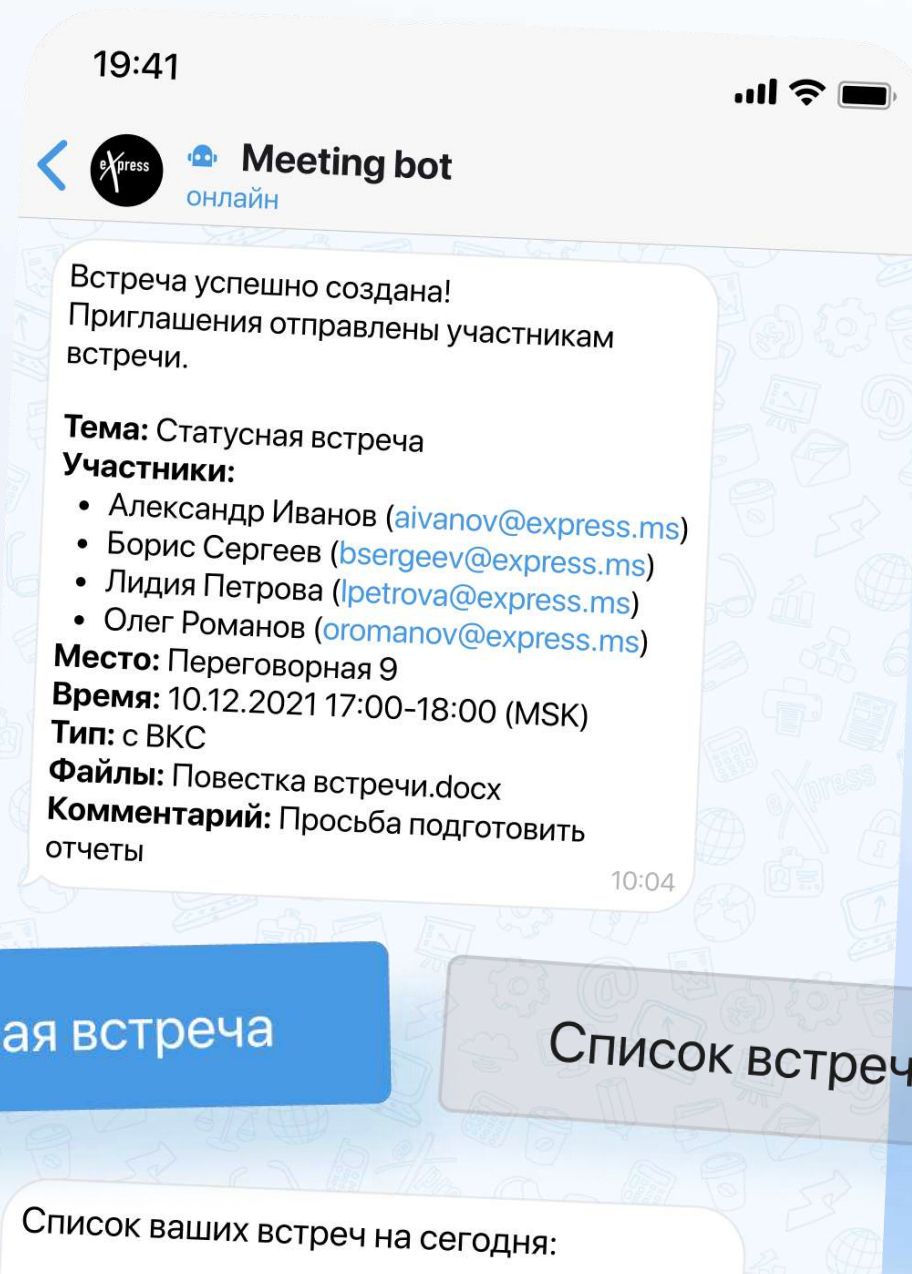 19:41
eXpress
Meeting bot
онлайн
Встреча успешно создана!
Приглашения отправлены участникам
встречи.
Тема: Статусная встреча
Участники:
• Александр Иванов (aivanov@express.ms)
• Борис Сергеев (bsergeev@express.ms)
• Лидия Петрова (lpetrova@express.ms)
• Олег Романов (oromanov@express.ms)
Место: Переговорная 9
Время: 10.12.2021 17:00-18:00 (MSK)
Тип: с ВКС
Файлы: Повестка встречи.docx
Комментарий: Просьба подготовить
отчеты
10:04
ая встреча
Список встреч
Список ваших встреч на сегодня: